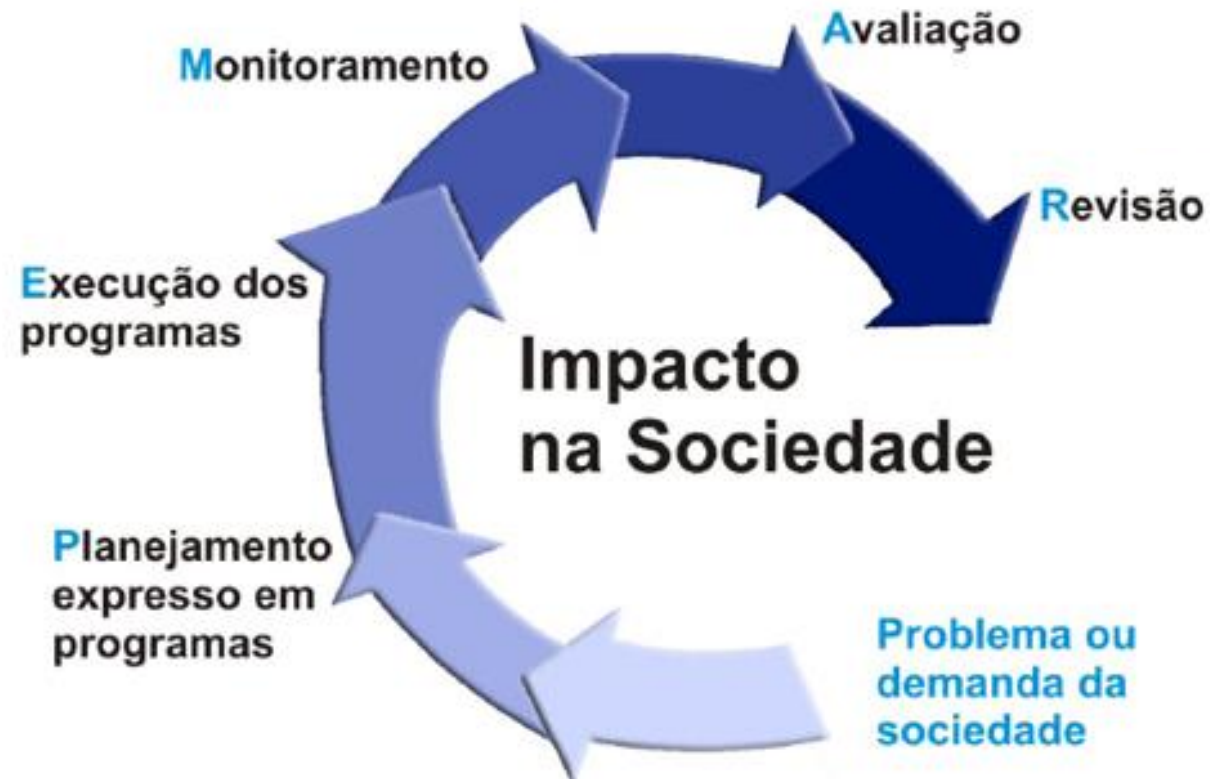 Avaliação
Monitoramento
Revisão
Execução dos
programas
Impacto
na Sociedade
Planejamento
expresso em
programas
Problema ou
demanda da
sociedade